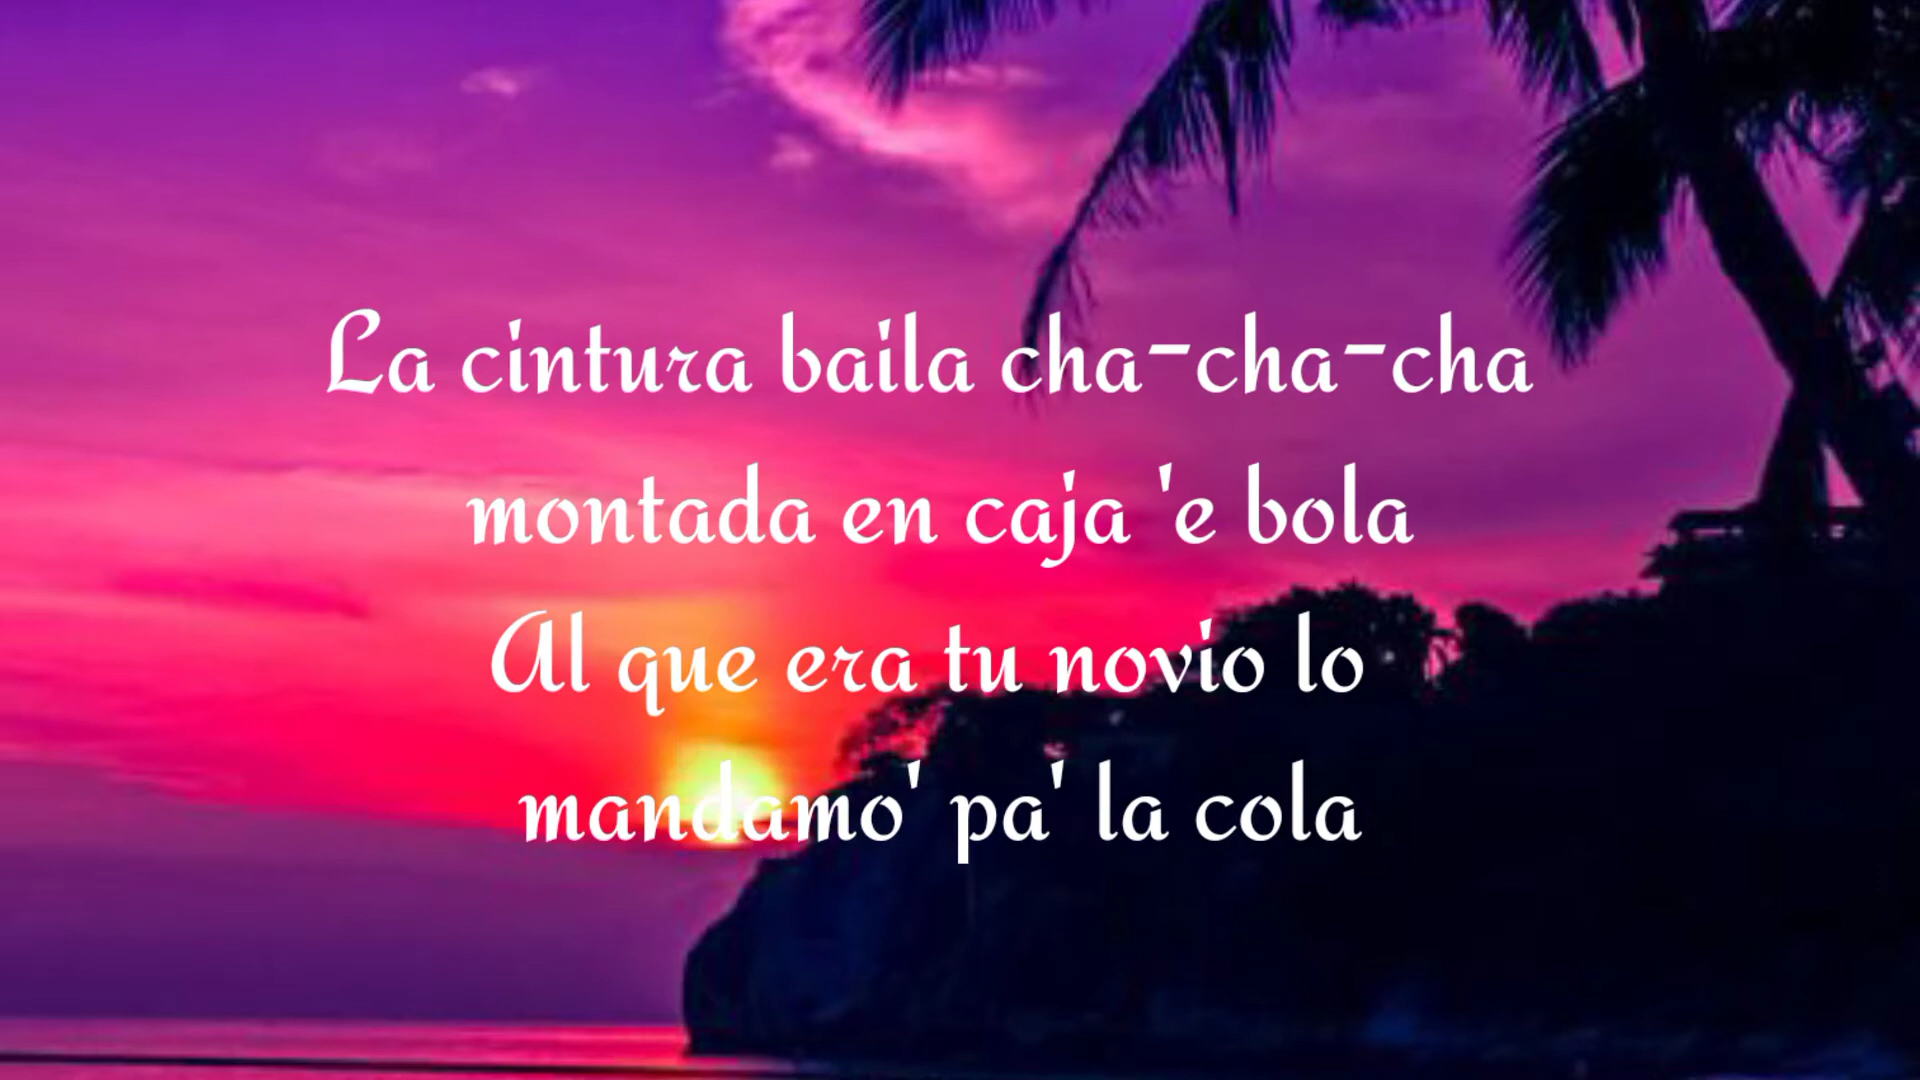 La cintura baila cha-cha-cha
montada en caja 'e bola
Al que era tu novio lo
mandamo' pa' la cola